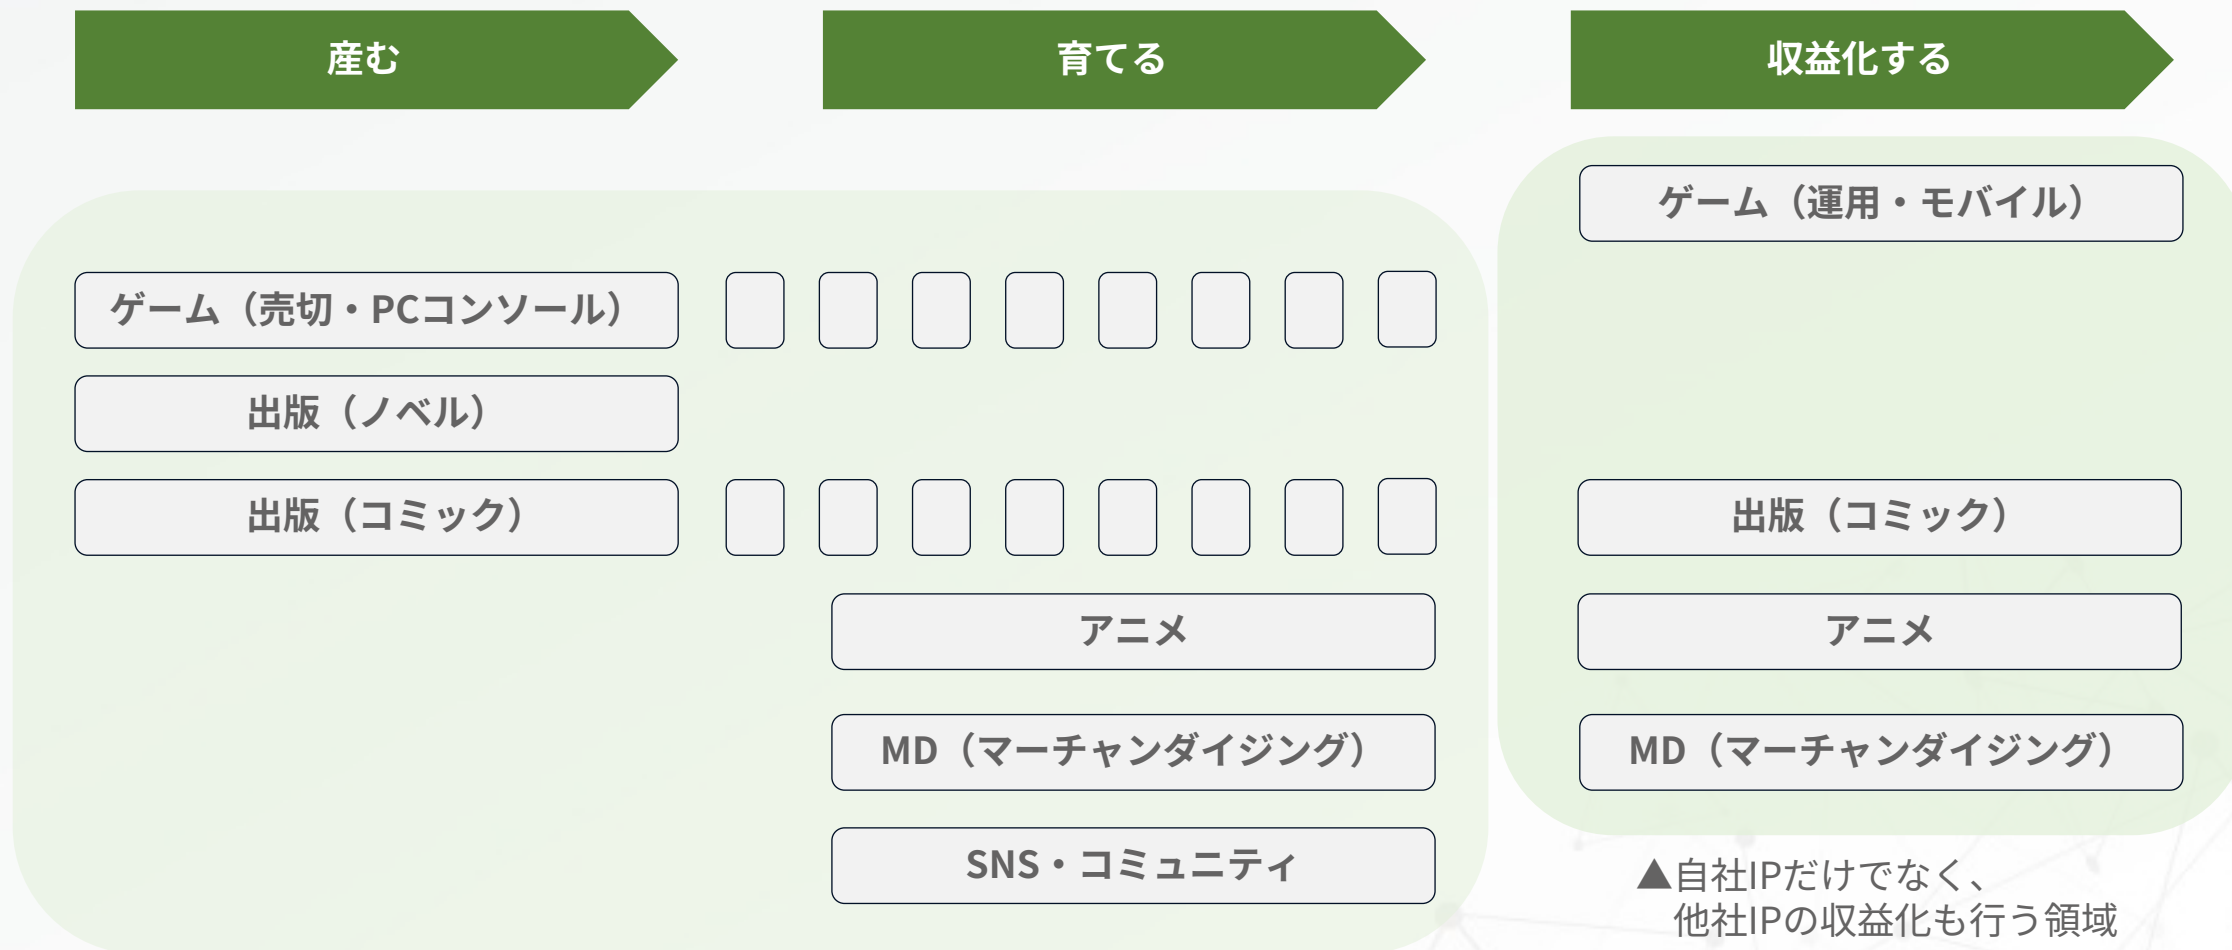 産む
育てる
収益化する
ゲーム（運用・モバイル）
ゲーム（売切・PCコンソール）
出版（ノベル）
出版（コミック）
出版（コミック）
アニメ
アニメ
MD（マーチャンダイジング）
MD（マーチャンダイジング）
SNS・コミュニティ
▲自社IPだけでなく、
他社IPの収益化も行う領域